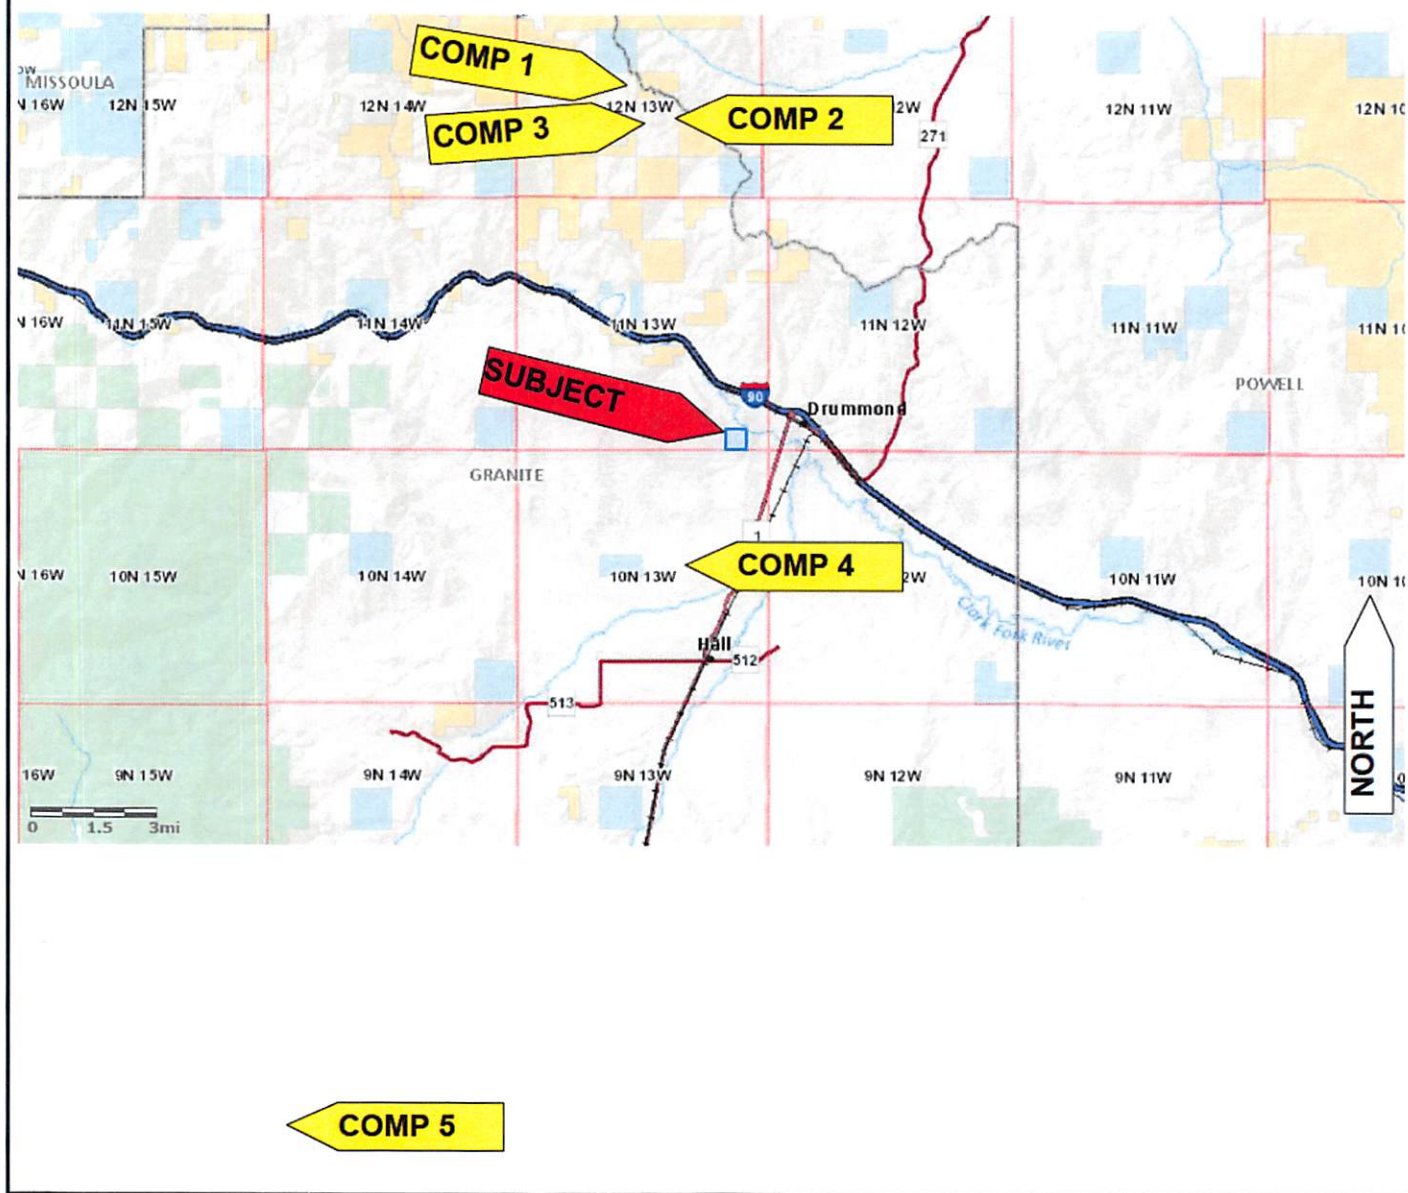 COMP 1
MISSOULA
N 16W
12N 15W
12N 14W
12N 13W
COMP 2
2W
12N 11W
12N 10
COMP 3
271
N 16W
11N 15W
11N 14W
11N 13W
11N 12W
11N 11W
11N 10
SUBJECT
90
Drummond
POWELL
GRANITE
1
N 16W
10N 15W
10N 14W
10N 13W
COMP 4
2W
10N 11W
10N 10
Clark Fork River
Hall
512
513
NORTH
16W
9N 15W
9N 14W
9N 13W
9N 12W
9N 11W
0 1.5 3mi
COMP 5